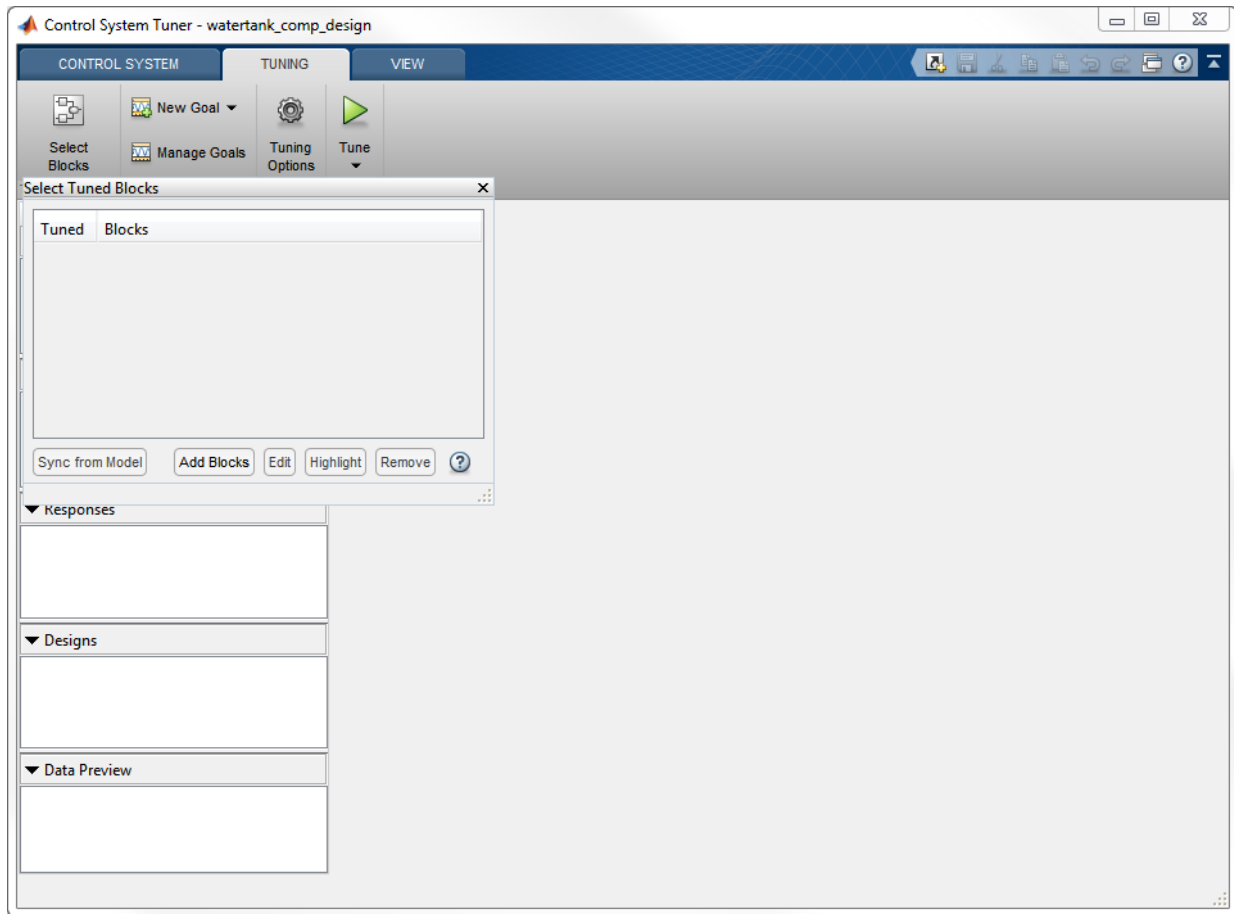 Control System Tuner - watertank_comp_design
CONTROL SYSTEM TUNING VIEW
New Goal
Manage Goals
Select
Blocks
Tuning
Options
Tune
Select Tuned Blocks
Tuned Blocks
Sync from Model Add Blocks Edit Highlight Remove
Responses
Designs
Data Preview